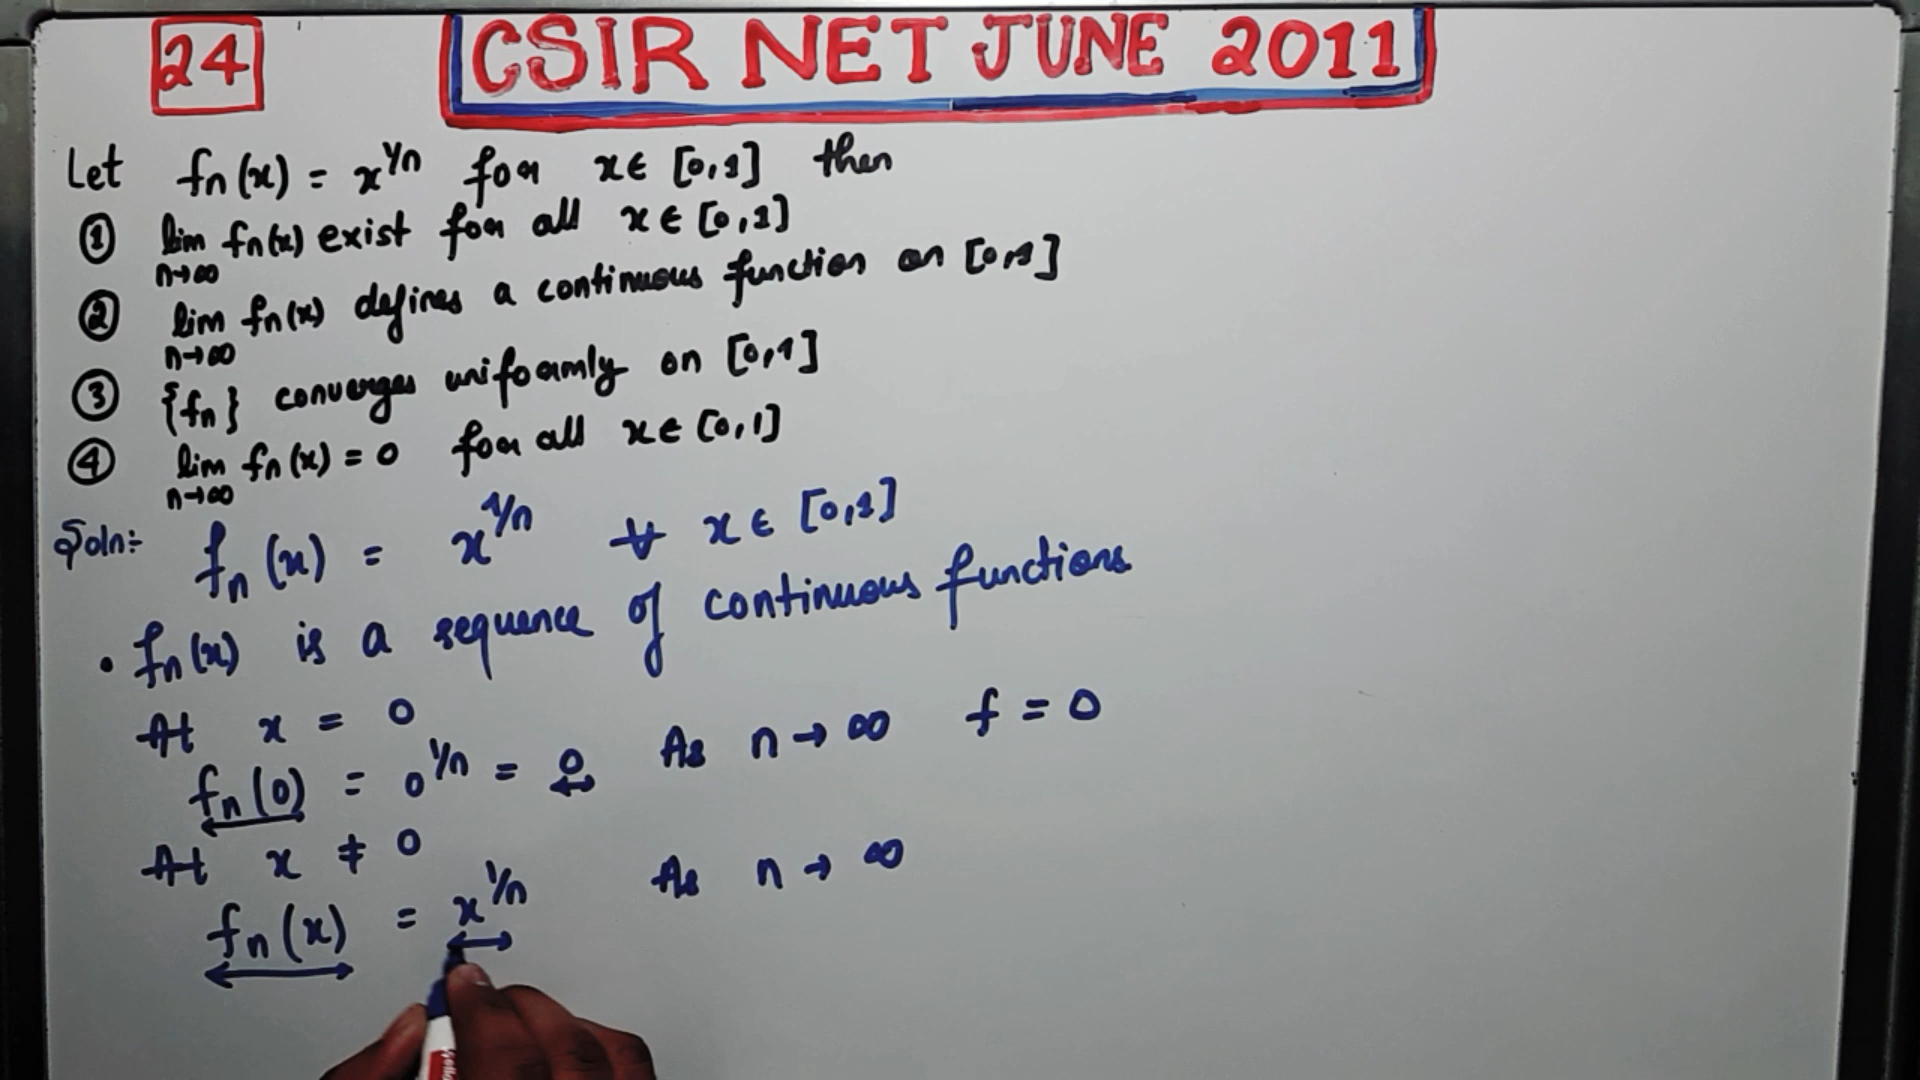 24
CSIR NET JUNE 2011
Let fn(x) = x^1/n for x ∈ [0,1] then
① lim n→∞ fn(x) exist for all x ∈ [0,1]
② lim n→∞ fn(x) defines a continuous function on [0,1]
③ {fn} converges uniformly on [0,1]
④ lim n→∞ fn(x) = 0 for all x ∈ [0,1]
Soln:- fn(x) = x^1/n ∀ x ∈ [0,1]
• fn(x) is a sequence of continuous functions
At x = 0
fn(0) = 0^1/n = 0 As n → ∞ f = 0
At x ≠ 0
fn(x) = x^1/n As n → ∞